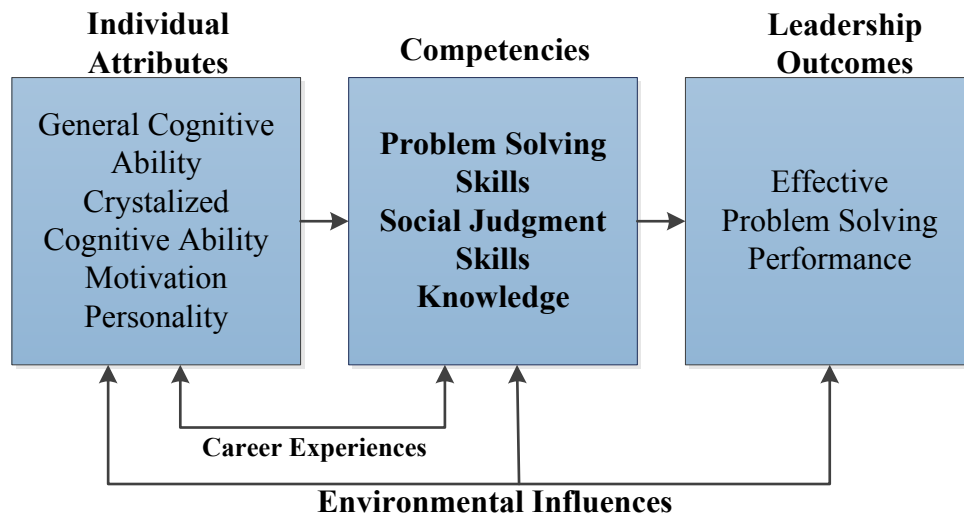 Individual
Attributes
General Cognitive
Ability
Crystalized
Cognitive Ability
Motivation
Personality
Competencies
Problem Solving
Skills
Social Judgment
Skills
Knowledge
Leadership
Outcomes
Effective
Problem Solving
Performance
Career Experiences
Environmental Influences